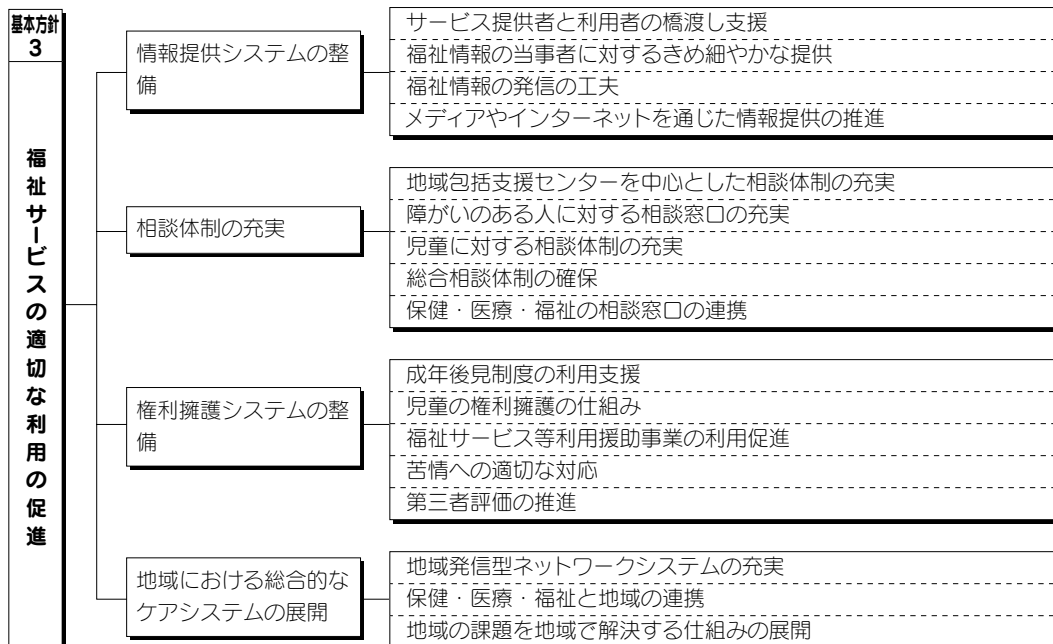 基本方針
3
福祉サービスの適切な利用の促進
情報提供システムの整
備
サービス提供者と利用者の橋渡し支援
福祉情報の当事者に対するきめ細やかな提供
福祉情報の発信の工夫
メディアやインターネットを通じた情報提供の推進
相談体制の充実
地域包括支援センターを中心とした相談体制の充実
障がいのある人に対する相談窓口の充実
児童に対する相談体制の充実
総合相談体制の確保
保健・医療・福祉の相談窓口の連携
権利擁護システムの整
備
成年後見制度の利用支援
児童の権利擁護の仕組み
福祉サービス等利用援助事業の利用促進
苦情への適切な対応
第三者評価の推進
地域における総合的な
ケアシステムの展開
地域発信型ネットワークシステムの充実
保健・医療・福祉と地域の連携
地域の課題を地域で解決する仕組みの展開